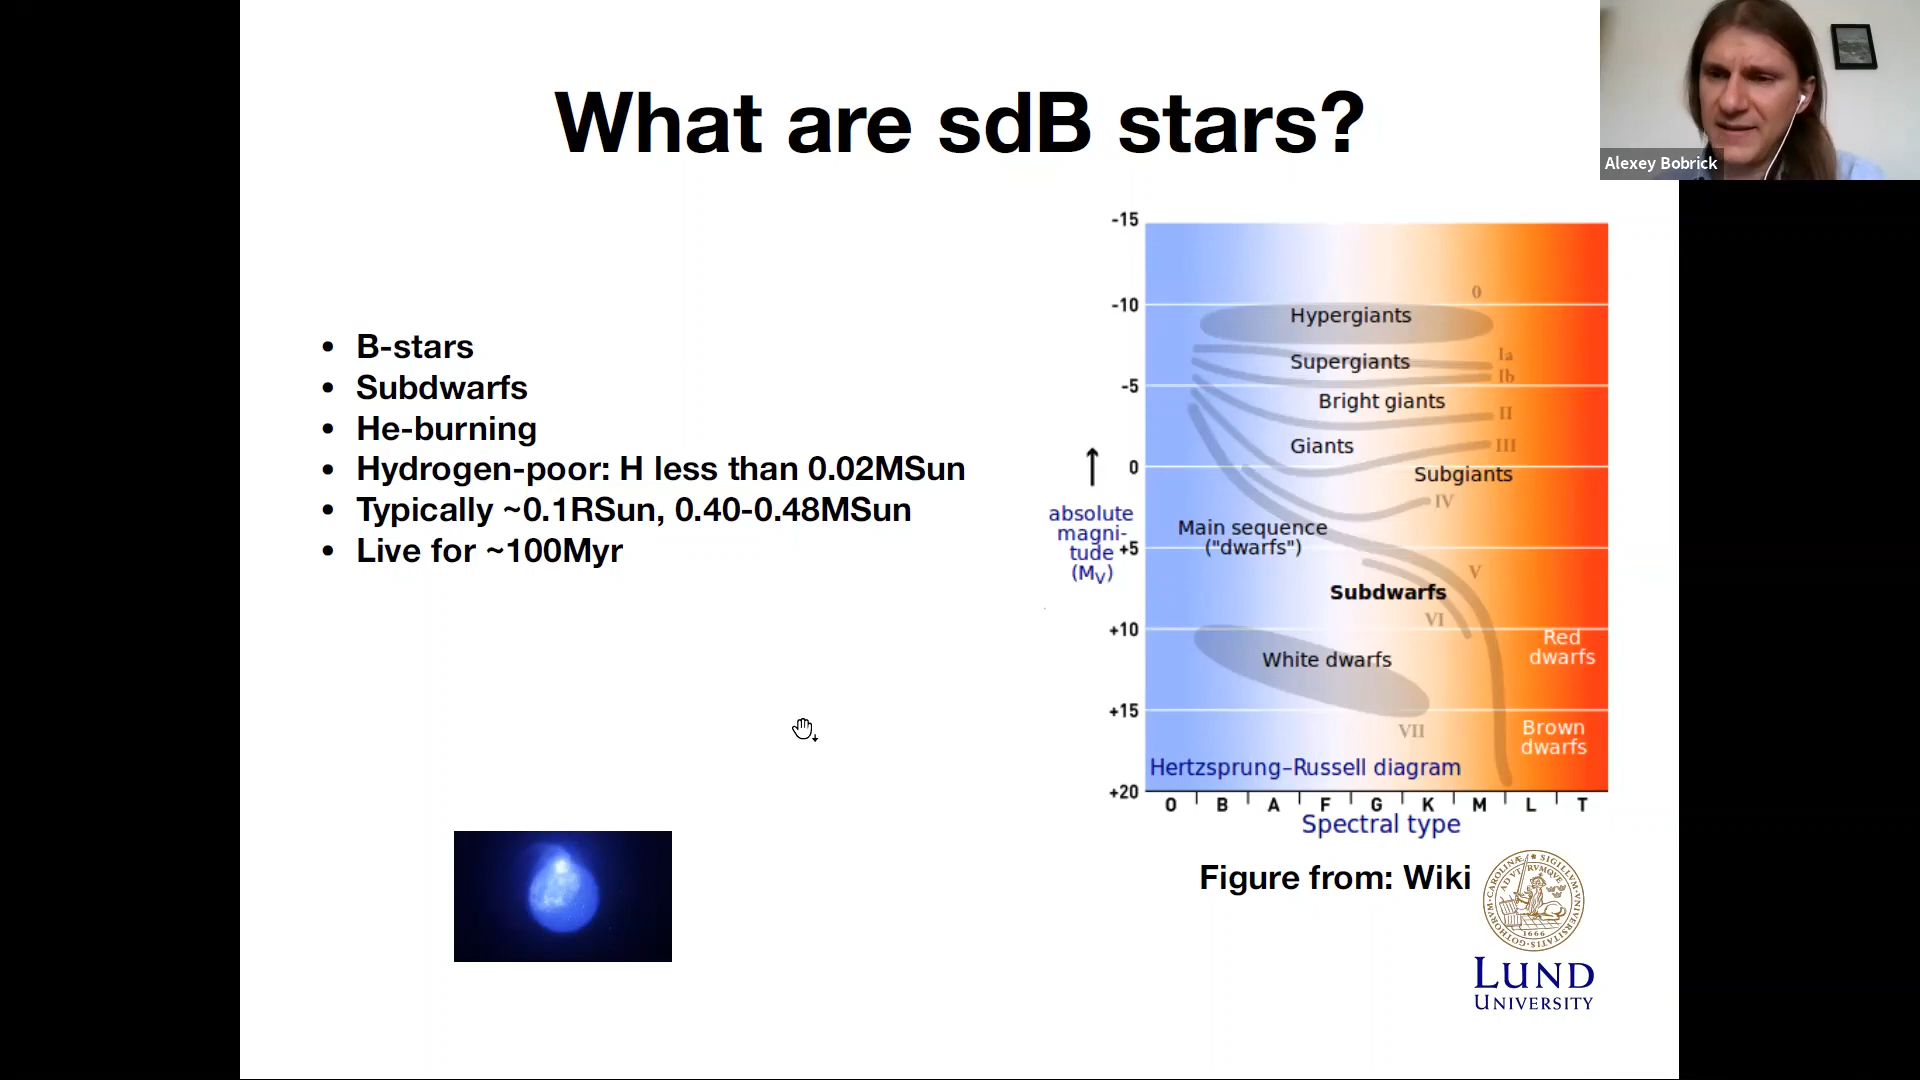 What are sdB stars?
Alexey Bobrick
• B-stars
• Subdwarfs
• He-burning
• Hydrogen-poor: H less than 0.02MSun
• Typically ~0.1RSun, 0.40-0.48MSun
• Live for ~100Myr
-15
-10
-5
0
+5
+10
+15
+20
absolute
magni-
tude
(MV)
0
Hypergiants
Ia
Supergiants
Ib
Bright giants
II
Giants
III
Subgiants
IV
Main sequence
("dwarfs")
V
Subdwarfs
VI
Red
dwarfs
White dwarfs
VII
Brown
dwarfs
Hertzsprung–Russell diagram
O B A F G K M L T
Spectral type
Figure from: Wiki
1666
LUND
UNIVERSITY